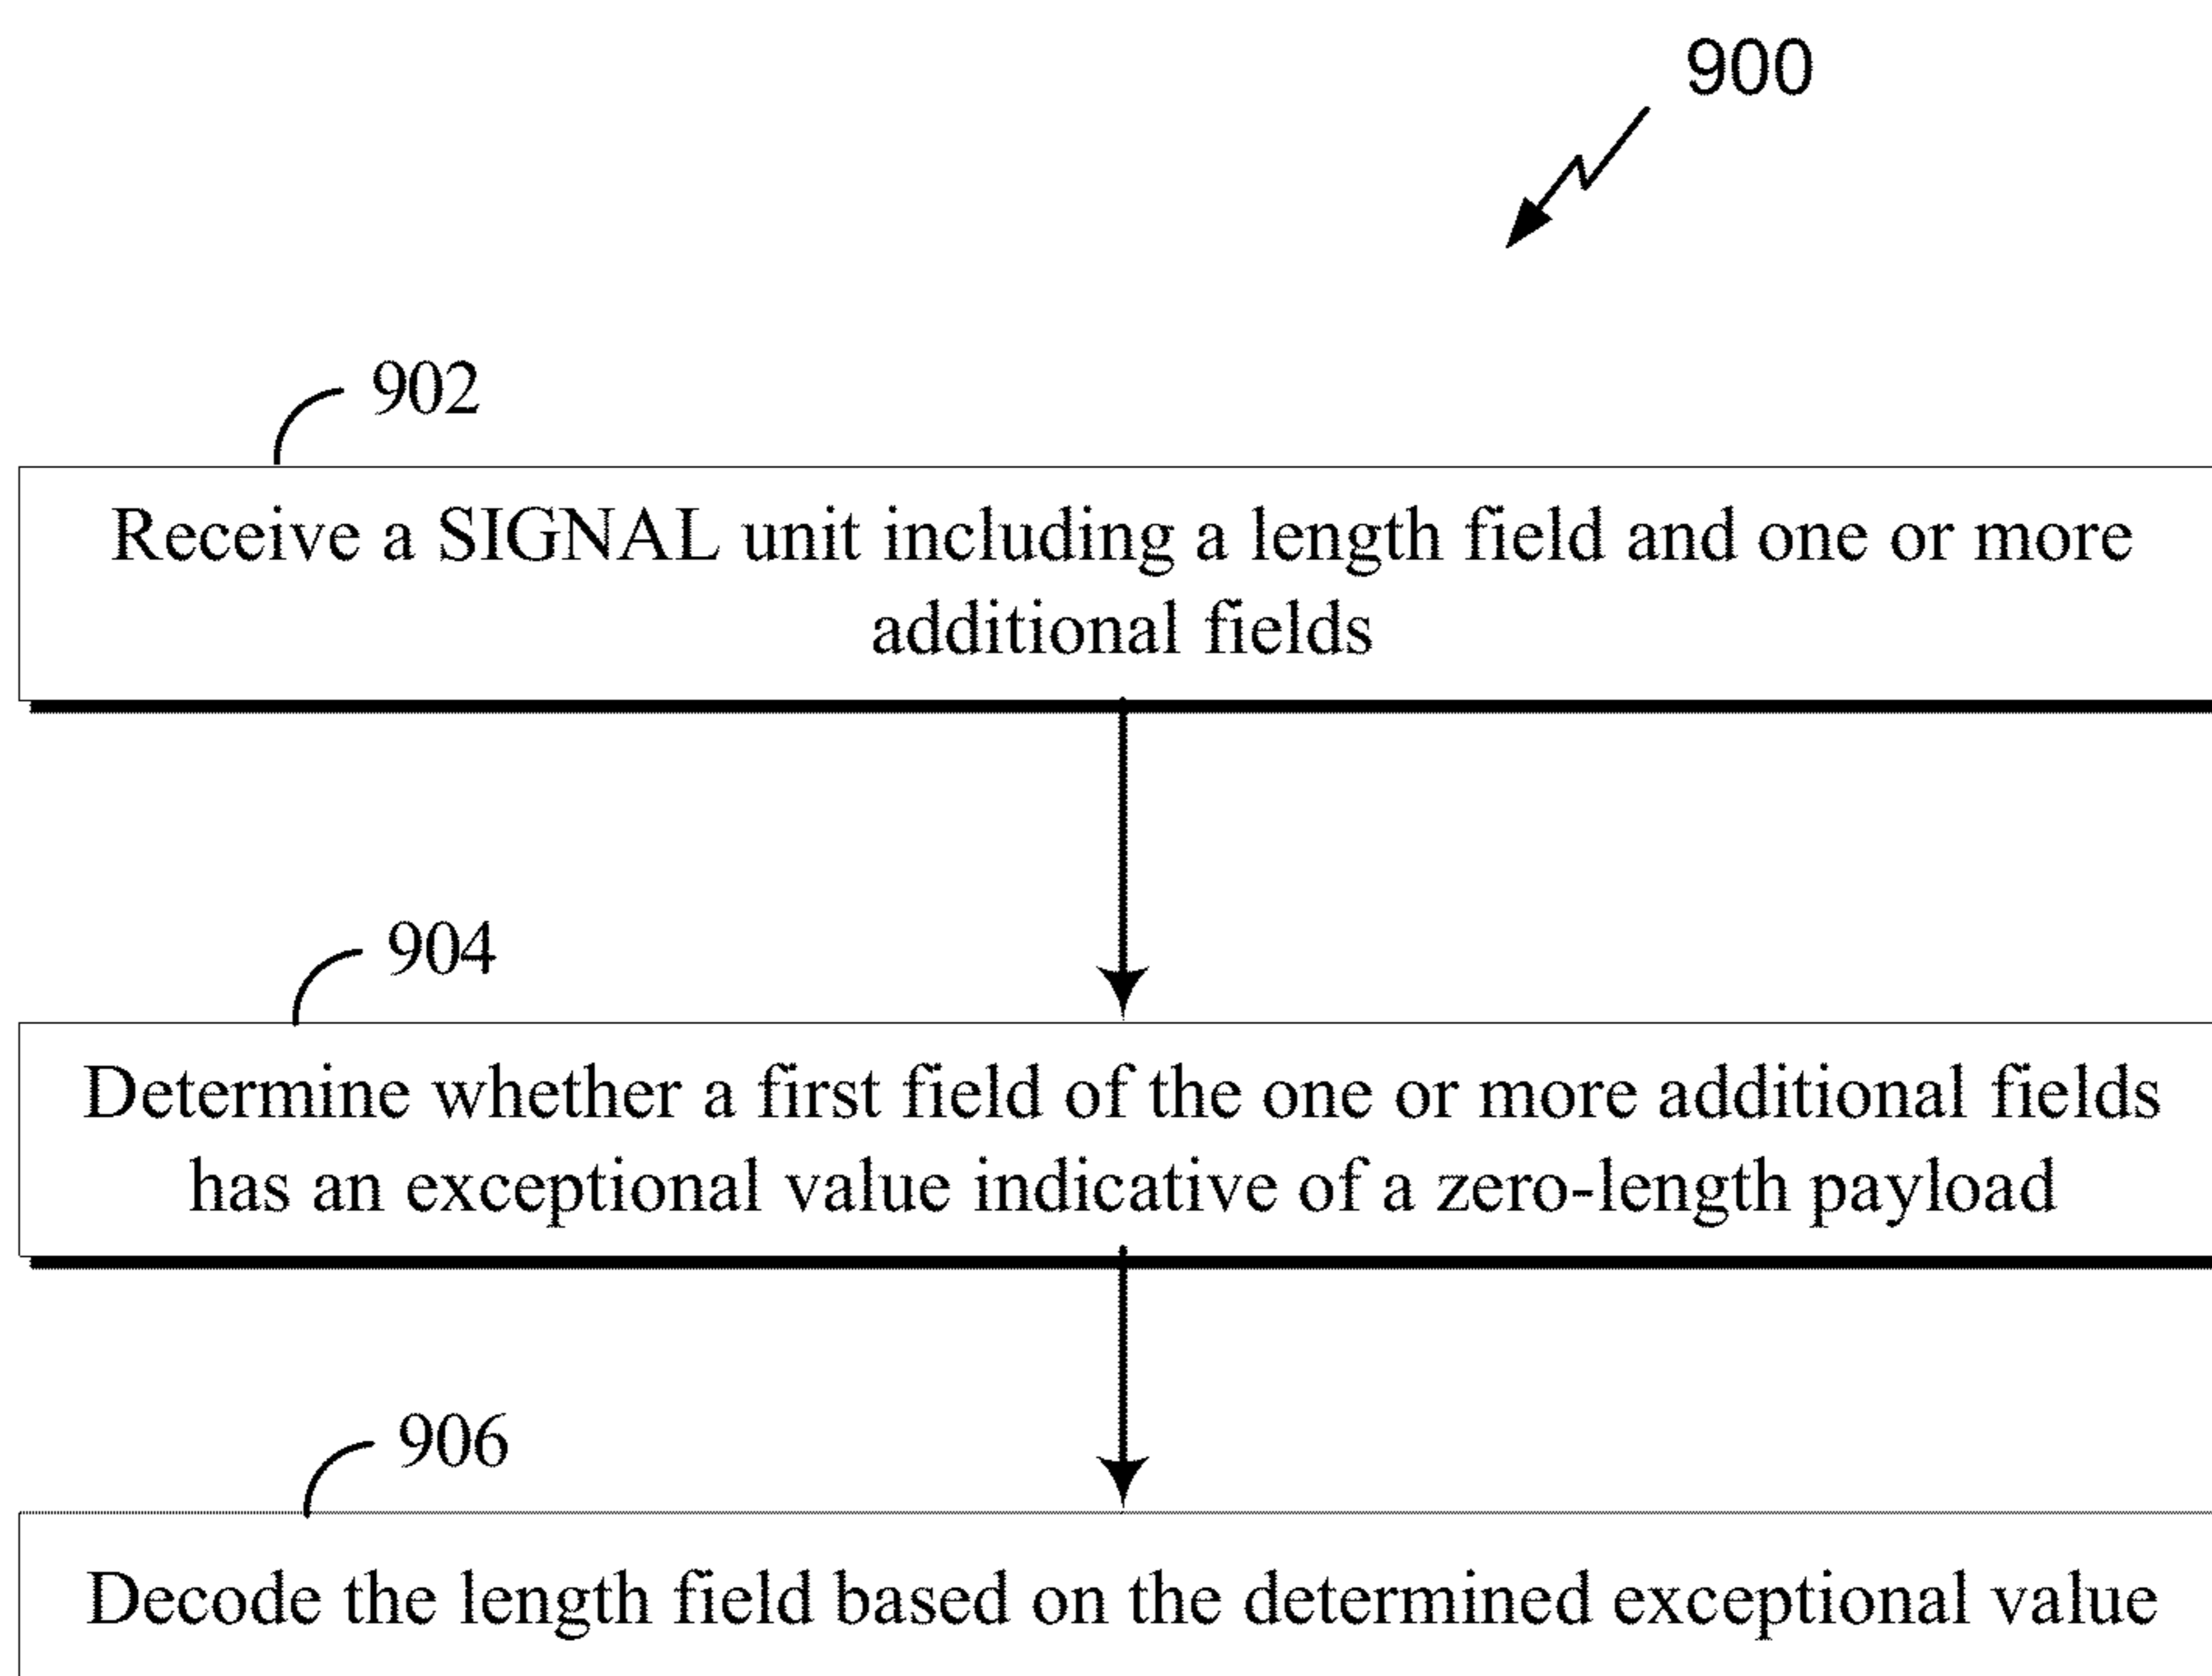 900
902
Receive a SIGNAL unit including a length field and one or more
additional fields
904
Determine whether a first field of the one or more additional fields
has an exceptional value indicative of a zero-length payload
906
Decode the length field based on the determined exceptional value